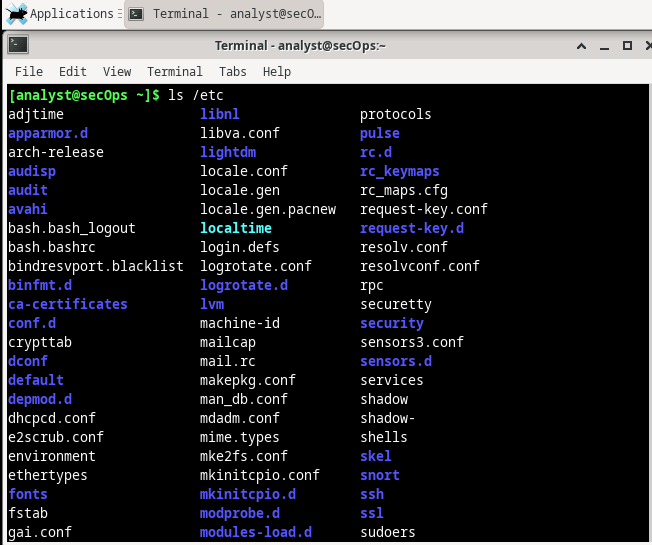 Applications
Terminal - analyst@secO...
Terminal - analyst@secOps:~
File Edit View Terminal Tabs Help
[analyst@secOps ~]$ ls /etc
adjtime libnl protocols
apparmor.d libva.conf pulse
arch-release lightdm rc.d
audisp locale.conf rc_keymaps
audit locale.gen rc_maps.cfg
avahi locale.gen.pacnew request-key.conf
bash.bash_logout localtime request-key.d
bash.bashrc login.defs resolv.conf
bindresvport.blacklist logrotate.conf resolvconf.conf
binfmt.d logrotate.d rpc
ca-certificates lvm securetty
conf.d machine-id security
crypttab mailcap sensors3.conf
dconf mail.rc sensors.d
default makepkg.conf services
depmod.d man_db.conf shadow
dhcpcd.conf mdadm.conf shadow-
e2scrub.conf mime.types shells
environment mke2fs.conf skel
ethertypes mkinitcpio.conf snort
fonts mkinitcpio.d ssh
fstab modprobe.d ssl
gai.conf modules-load.d sudoers